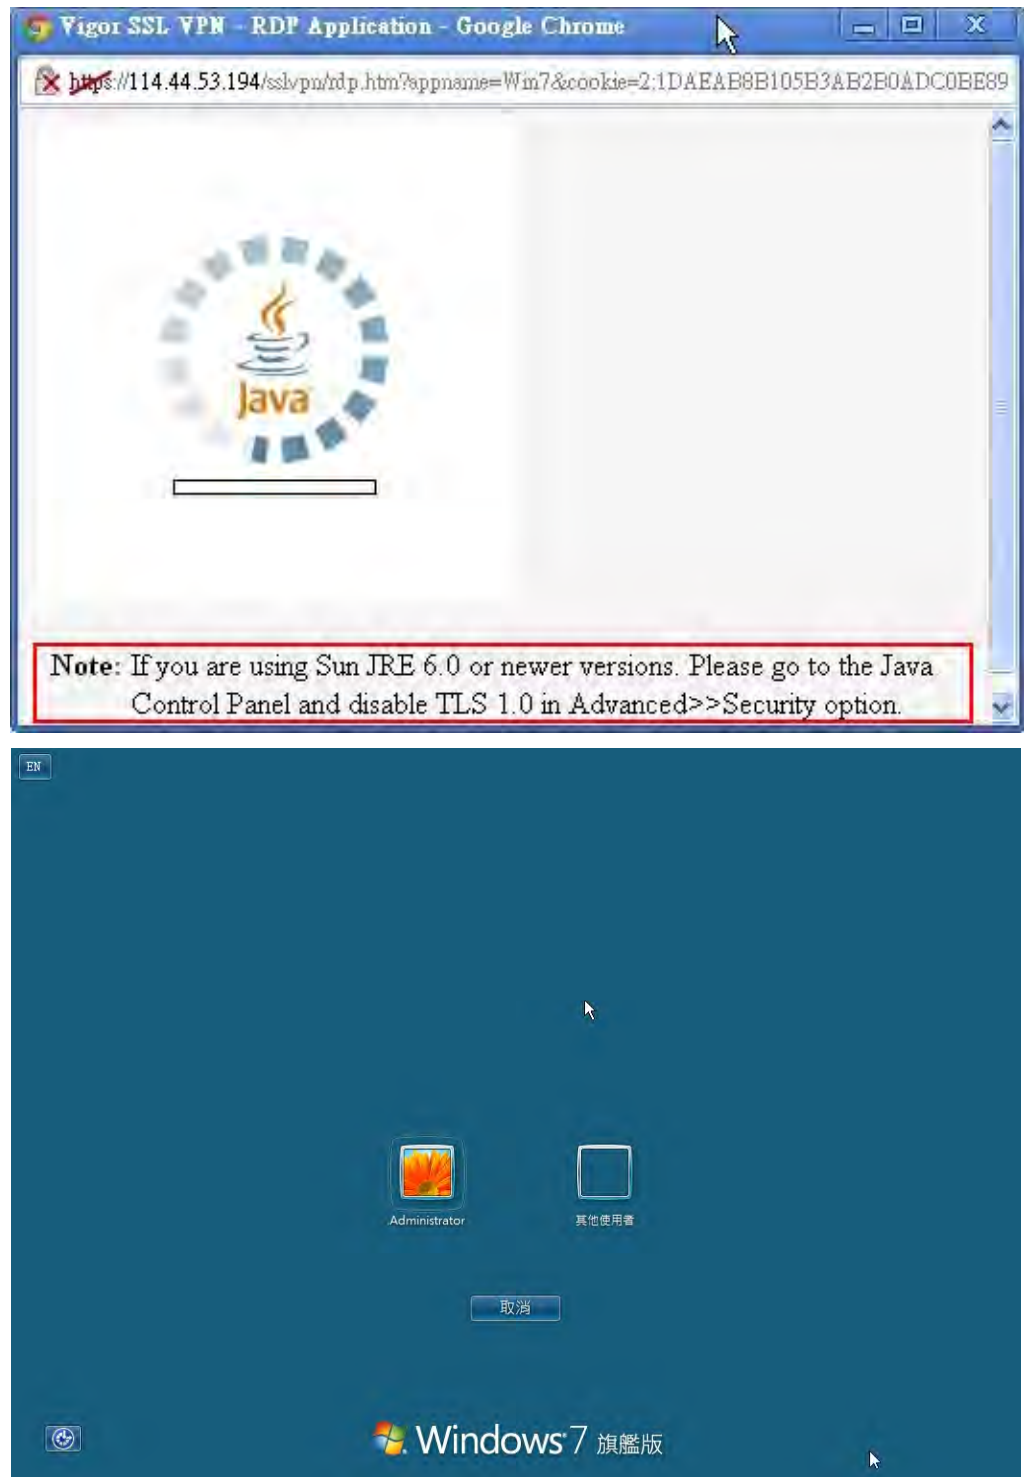 Vigor SSL VPN - RDP Application - Google Chrome
https://114.44.53.194/sslvpn/rdp.htm?appname=Win7&cookie=2:1DAEAB8B105B3AB2B0ADC0BE89
Java
Note: If you are using Sun JRE 6.0 or newer versions. Please go to the Java
Control Panel and disable TLS 1.0 in Advanced>>Security option.
EN
Administrator
其他使用者
取消
Windows 7 旗艦版